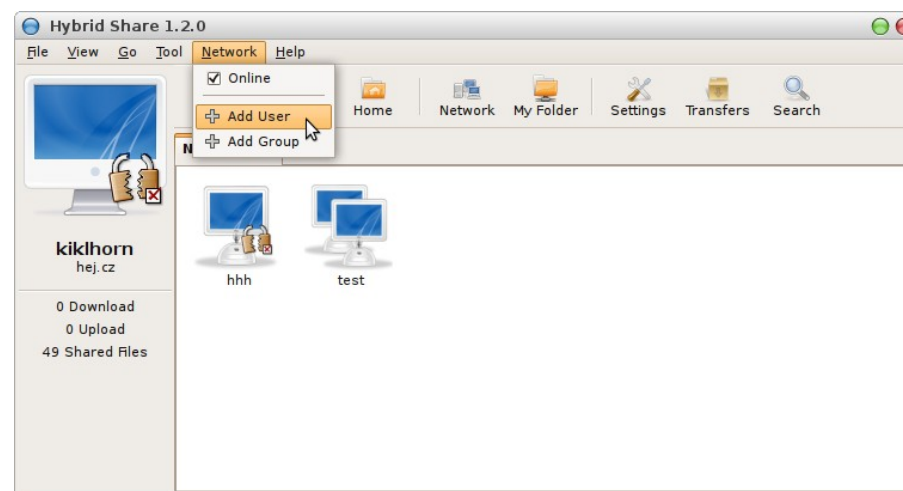 Hybrid Share 1.2.0
File View Go Tool Network Help
Online
Add User
Add Group
Home Network My Folder Settings Transfers Search
N
kiklhorn
hej.cz
0 Download
0 Upload
49 Shared Files
hhh
test